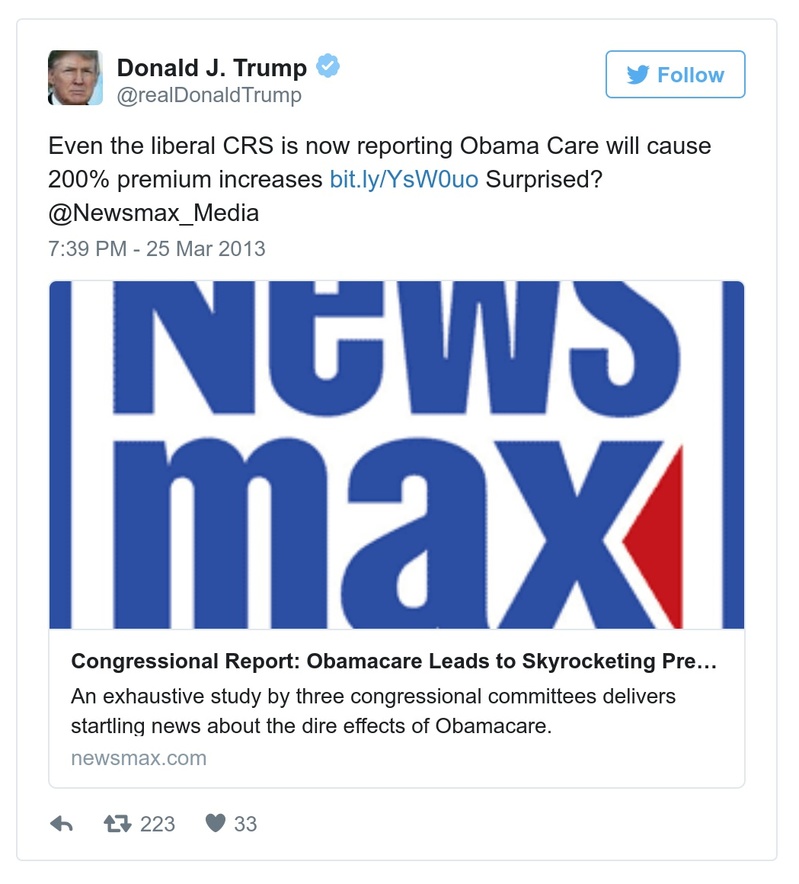 Donald J. Trump
@realDonaldTrump
Follow
Even the liberal CRS is now reporting Obama Care will cause
200% premium increases bit.ly/YsW0uo Surprised?
@Newsmax_Media
7:39 PM - 25 Mar 2013
News
max
Congressional Report: Obamacare Leads to Skyrocketing Pre…
An exhaustive study by three congressional committees delivers
startling news about the dire effects of Obamacare.
newsmax.com
223
33